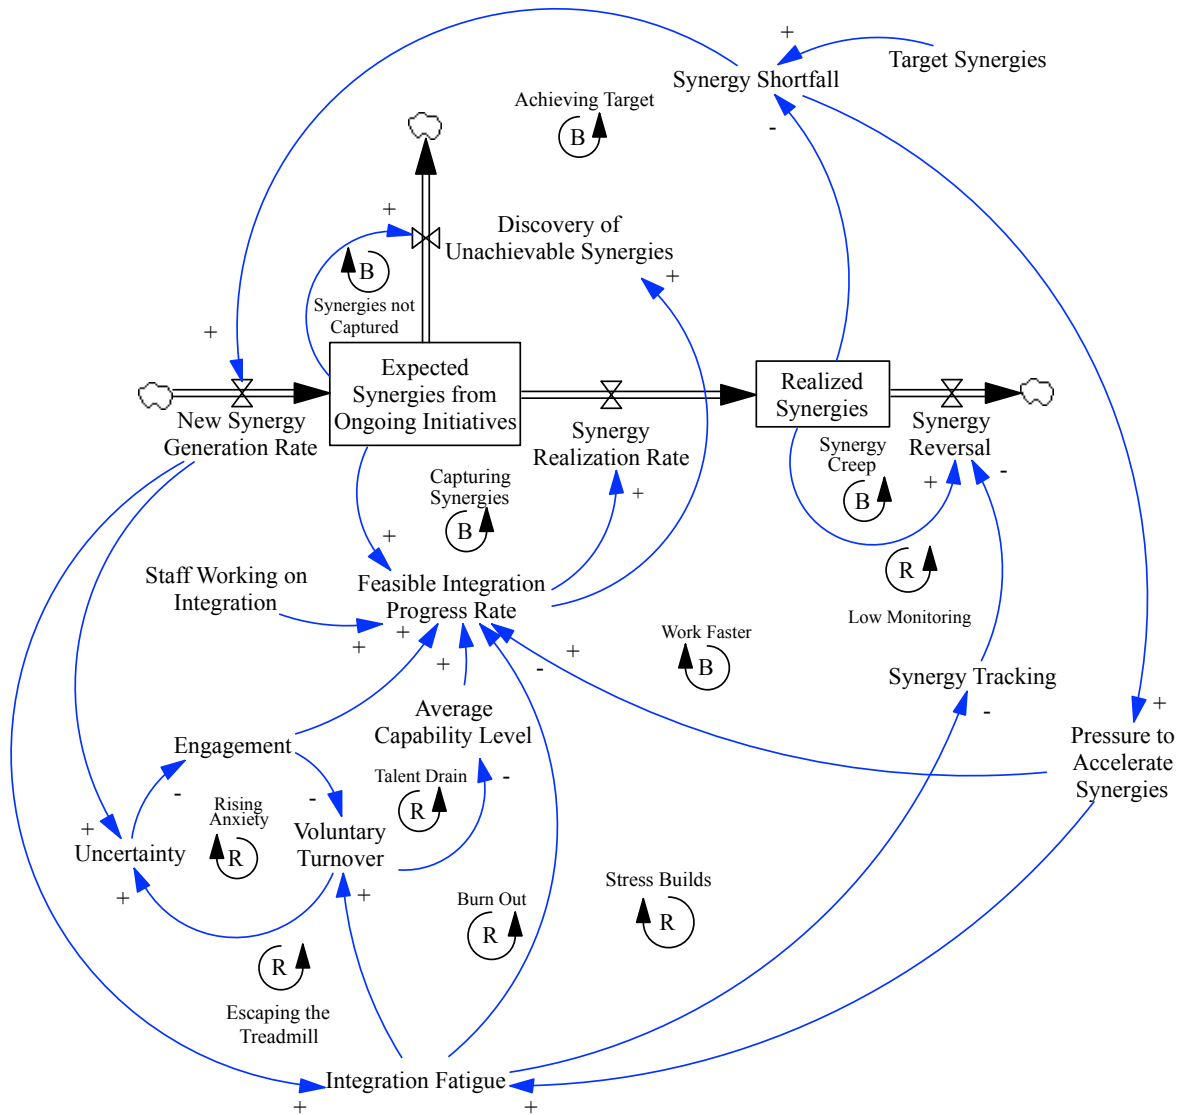 +
Target Synergies
Synergy Shortfall
Achieving Target
B
-
+
Discovery of
Unachievable Synergies
+
+
B
Synergies not
Captured
+
Expected
Synergies from
Ongoing Initiatives
Realized
Synergies
New Synergy
Generation Rate
Synergy
Realization Rate
Synergy
Reversal
Synergy
Creep
B
+
-
Capturing
Synergies
B
+
+
R
Low Monitoring
Staff Working on
Integration
Feasible Integration
Progress Rate
+
+
+
-
+
Work Faster
B
Synergy Tracking
-
+
Average
Capability Level
Pressure to
Accelerate
Synergies
Engagement
-
-
Talent Drain
R
-
Rising
Anxiety
R
+
Uncertainty
Voluntary
Turnover
+
+
Stress Builds
R
Burn Out
R
R
Escaping the
Treadmill
Integration Fatigue
+
+